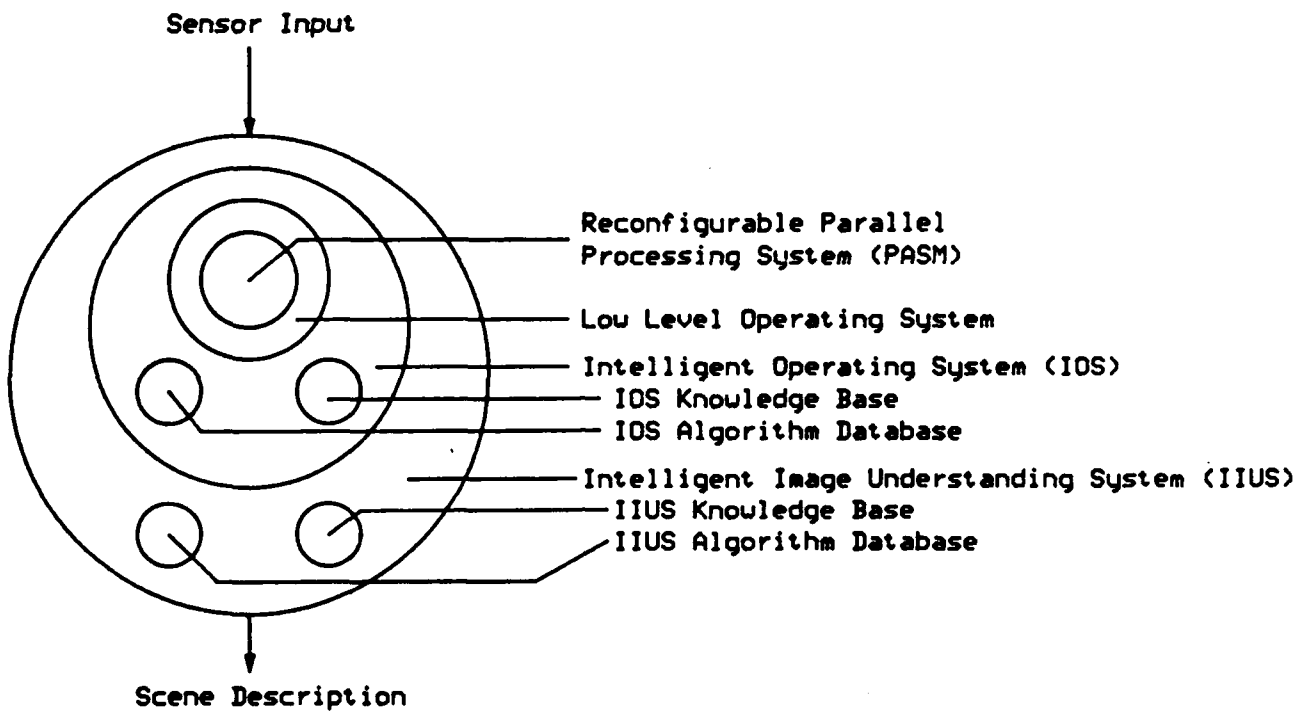 Sensor Input
Reconfigurable Parallel
Processing System (PASM)
Low Level Operating System
Intelligent Operating System (IOS)
IOS Knowledge Base
IOS Algorithm Database
Intelligent Image Understanding System (IIUS)
IIUS Knowledge Base
IIUS Algorithm Database
Scene Description